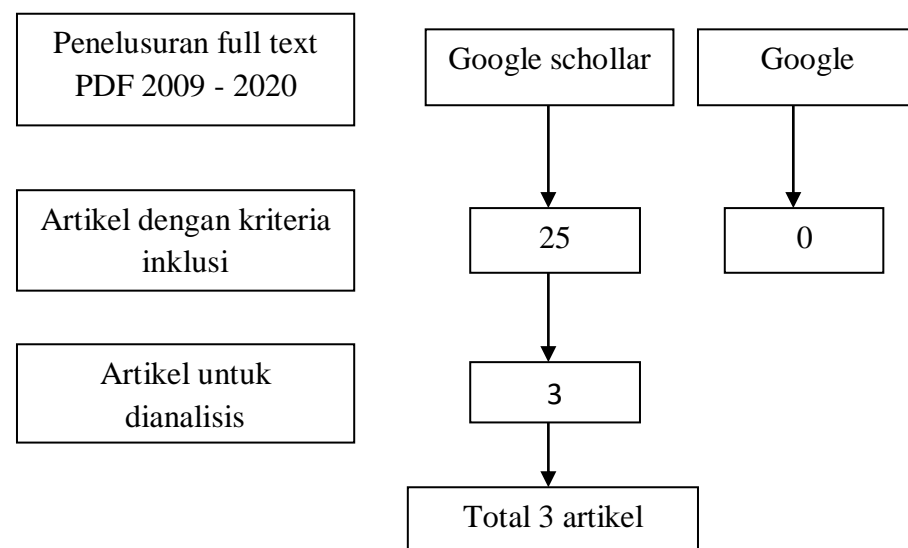 Penelusuran full text
PDF 2009 - 2020
Google schollar
Google
Artikel dengan kriteria
inklusi
25
0
Artikel untuk
dianalisis
3
Total 3 artikel